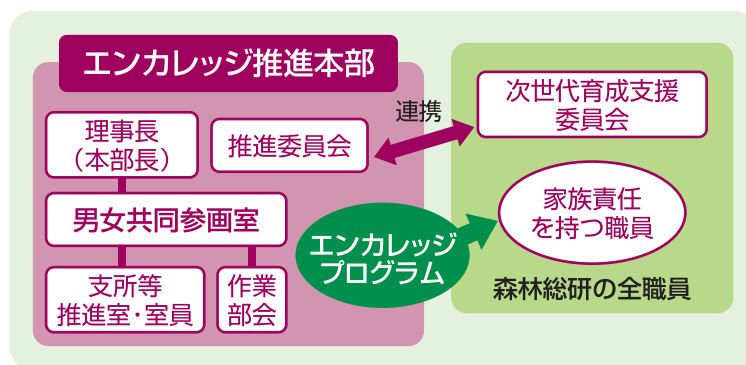 エンカレッジ推進本部
理事長
（本部長）
推進委員会
連携
次世代育成支援
委員会
男女共同参画室
家族責任
を持つ職員
エンカレッジ
プログラム
支所等
推進室・室員
作業
部会
森林総研の全職員